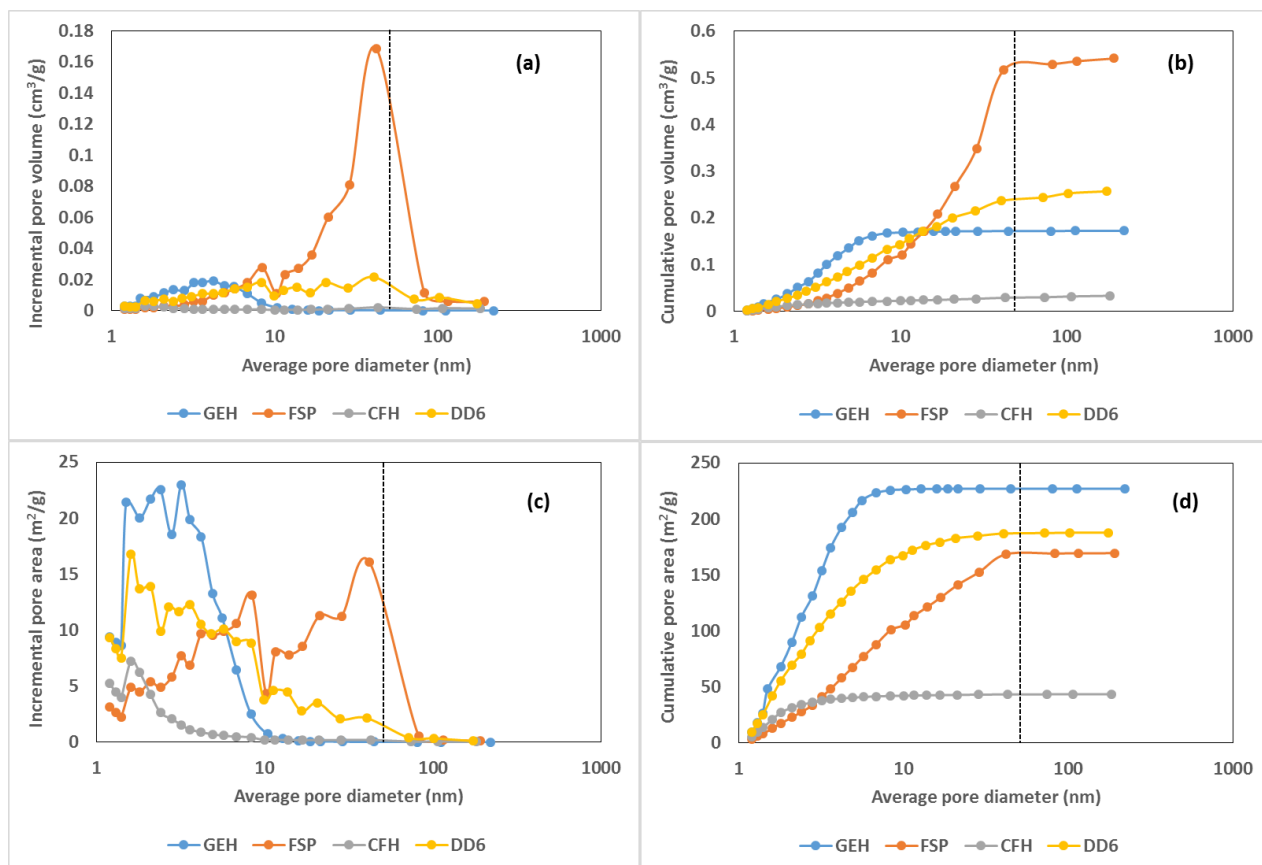 (a)
Incremental pore volume (cm³/g)
0.18
0.16
0.14
0.12
0.1
0.08
0.06
0.04
0.02
0
1 10 100 1000
Average pore diameter (nm)
GEH FSP CFH DD6
(b)
Cumulative pore volume (cm³/g)
0.6
0.5
0.4
0.3
0.2
0.1
0
1 10 100 1000
Average pore diameter (nm)
GEH FSP CFH DD6
(c)
Incremental pore area (m²/g)
25
20
15
10
5
0
1 10 100 1000
Average pore diameter (nm)
GEH FSP CFH DD6
(d)
Cumulative pore area (m²/g)
250
200
150
100
50
0
1 10 100 1000
Average pore diameter (nm)
GEH FSP CFH DD6